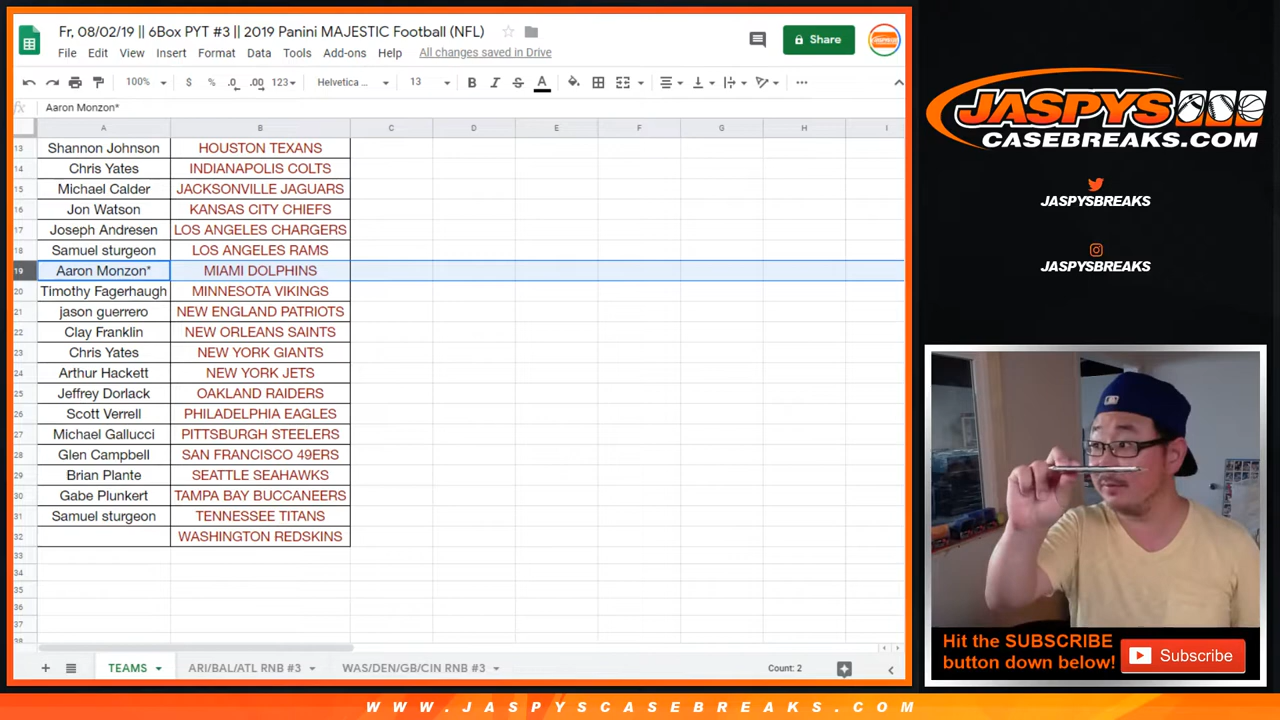 Fr, 08/02/19 || 6Box PYT #3 || 2019 Panini MAJESTIC Football (NFL)
File Edit View Insert Format Data Tools Add-ons Help All changes saved in Drive
Share
100% $ % .0 .00 123 Helvetica ... 13 B I S A
fx Aaron Monzon*
A B C D E F G H I
13 Shannon Johnson HOUSTON TEXANS
14 Chris Yates INDIANAPOLIS COLTS
15 Michael Calder JACKSONVILLE JAGUARS
16 Jon Watson KANSAS CITY CHIEFS
17 Joseph Andresen LOS ANGELES CHARGERS
18 Samuel sturgeon LOS ANGELES RAMS
19 Aaron Monzon* MIAMI DOLPHINS
20 Timothy Fagerhaugh MINNESOTA VIKINGS
21 jason guerrero NEW ENGLAND PATRIOTS
22 Clay Franklin NEW ORLEANS SAINTS
23 Chris Yates NEW YORK GIANTS
24 Arthur Hackett NEW YORK JETS
25 Jeffrey Dorlack OAKLAND RAIDERS
26 Scott Verrell PHILADELPHIA EAGLES
27 Michael Gallucci PITTSBURGH STEELERS
28 Glen Campbell SAN FRANCISCO 49ERS
29 Brian Plante SEATTLE SEAHAWKS
30 Gabe Plunkert TAMPA BAY BUCCANEERS
31 Samuel sturgeon TENNESSEE TITANS
32 WASHINGTON REDSKINS
33
34
35
36
37
38
TEAMS ARI/BAL/ATL RNB #3 WAS/DEN/GB/CIN RNB #3 Count: 2
JASPYS
CASEBREAKS.COM
JASPYSBREAKS
JASPYSBREAKS
Hit the SUBSCRIBE
button down below!
Subscribe
WWW.JASPYSCASEBREAKS.COM